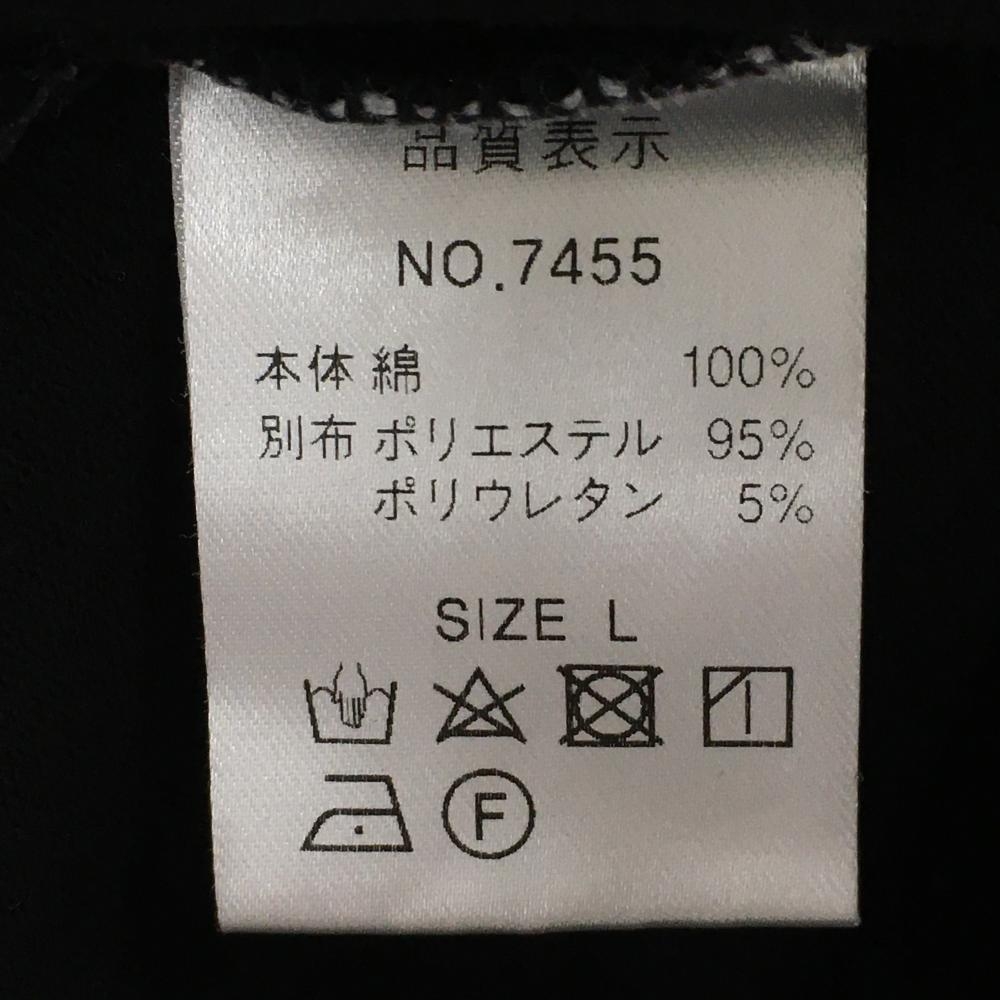 品質表示
NO.7455
本体 綿 100%
別布 ポリエステル 95%
ポリウレタン 5%
SIZE L
F